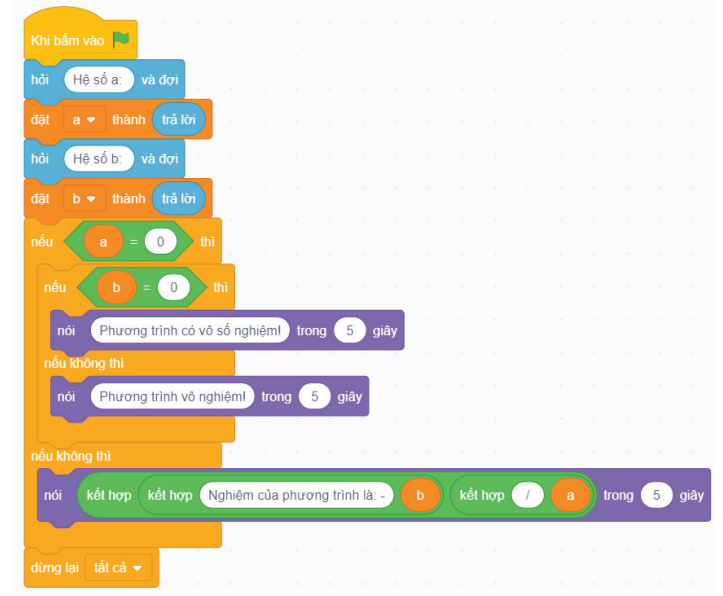 Khi bấm vào
hỏi Hệ số a: và đợi
đặt a thành trả lời
hỏi Hệ số b: và đợi
đặt b thành trả lời
nếu a = 0 thì
nếu b = 0 thì
nói Phương trình có vô số nghiệm! trong 5 giây
nếu không thì
nói Phương trình vô nghiệm! trong 5 giây
nếu không thì
nói kết hợp kết hợp Nghiệm của phương trình là: - b kết hợp / a trong 5 giây
dừng lại tất cả